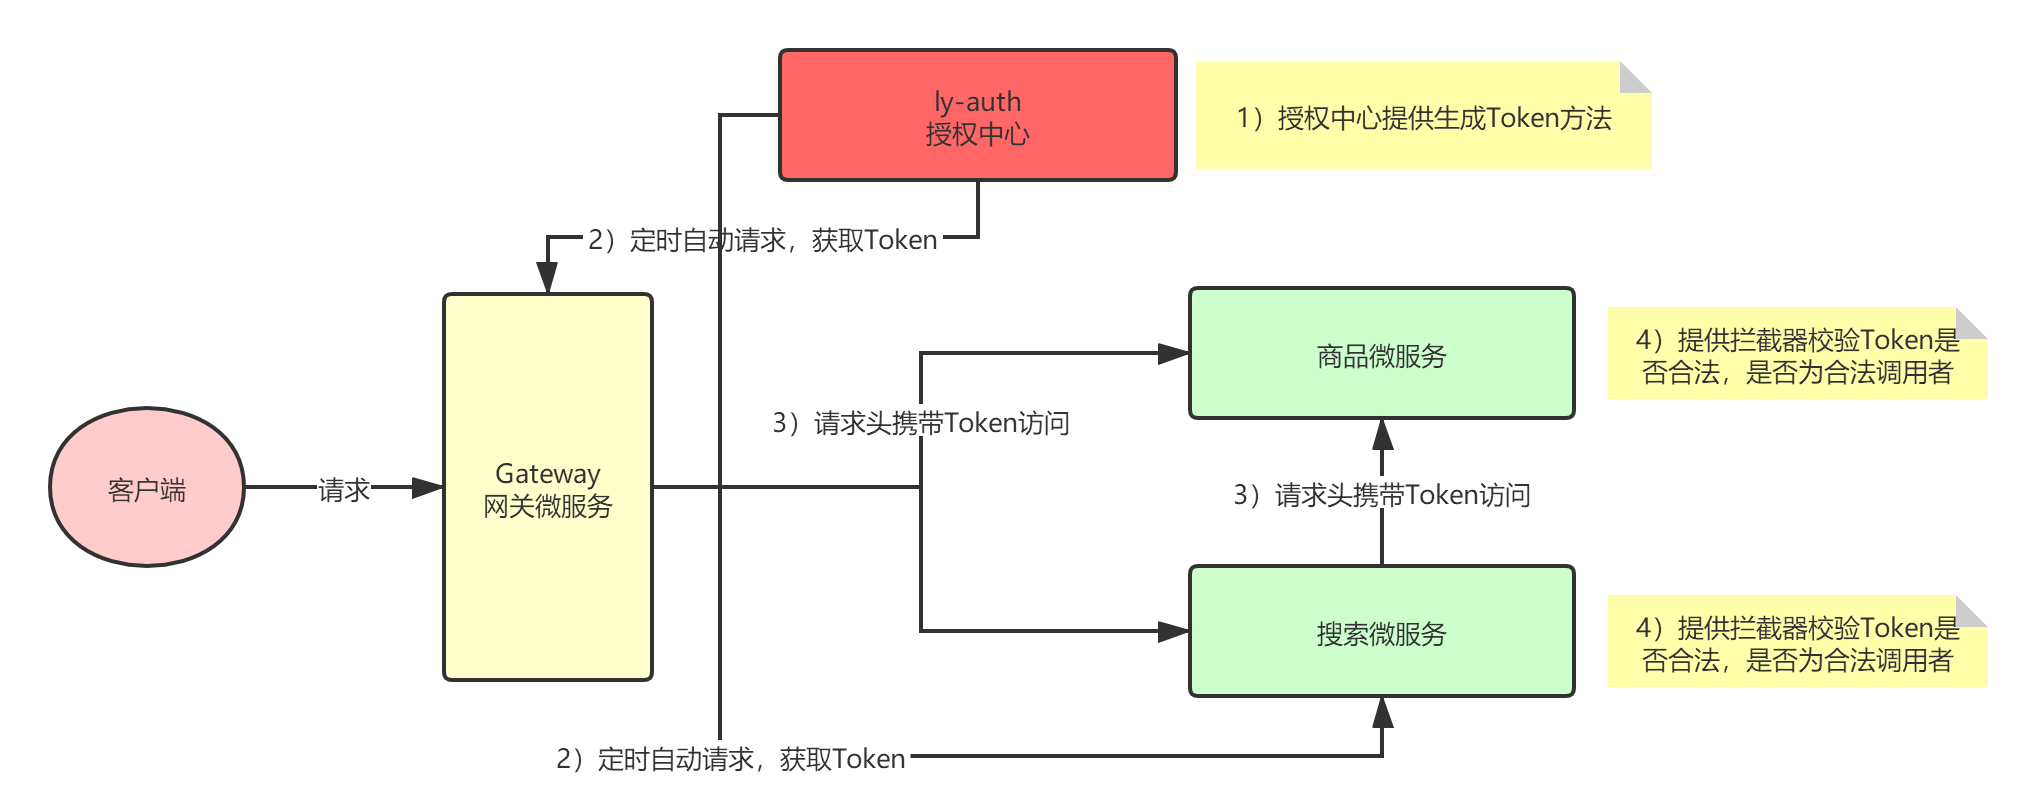 ly-auth
授权中心
1）授权中心提供生成Token方法
2）定时自动请求，获取Token
商品微服务
4）提供拦截器校验Token是
否合法，是否为合法调用者
3）请求头携带Token访问
客户端
请求
Gateway
网关微服务
3）请求头携带Token访问
搜索微服务
4）提供拦截器校验Token是
否合法，是否为合法调用者
2）定时自动请求，获取Token